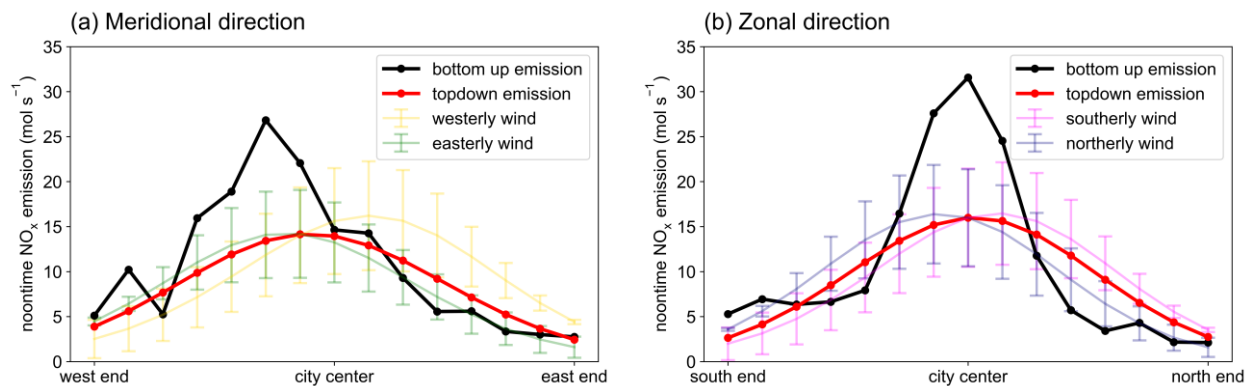 (a) Meridional direction
35
30
25
20
15
10
5
0
noontime NOx emission (mol s⁻¹)
bottom up emission
topdown emission
westerly wind
easterly wind
west end
city center
east end
(b) Zonal direction
35
30
25
20
15
10
5
0
noontime NOx emission (mol s⁻¹)
bottom up emission
topdown emission
southerly wind
northerly wind
south end
city center
north end